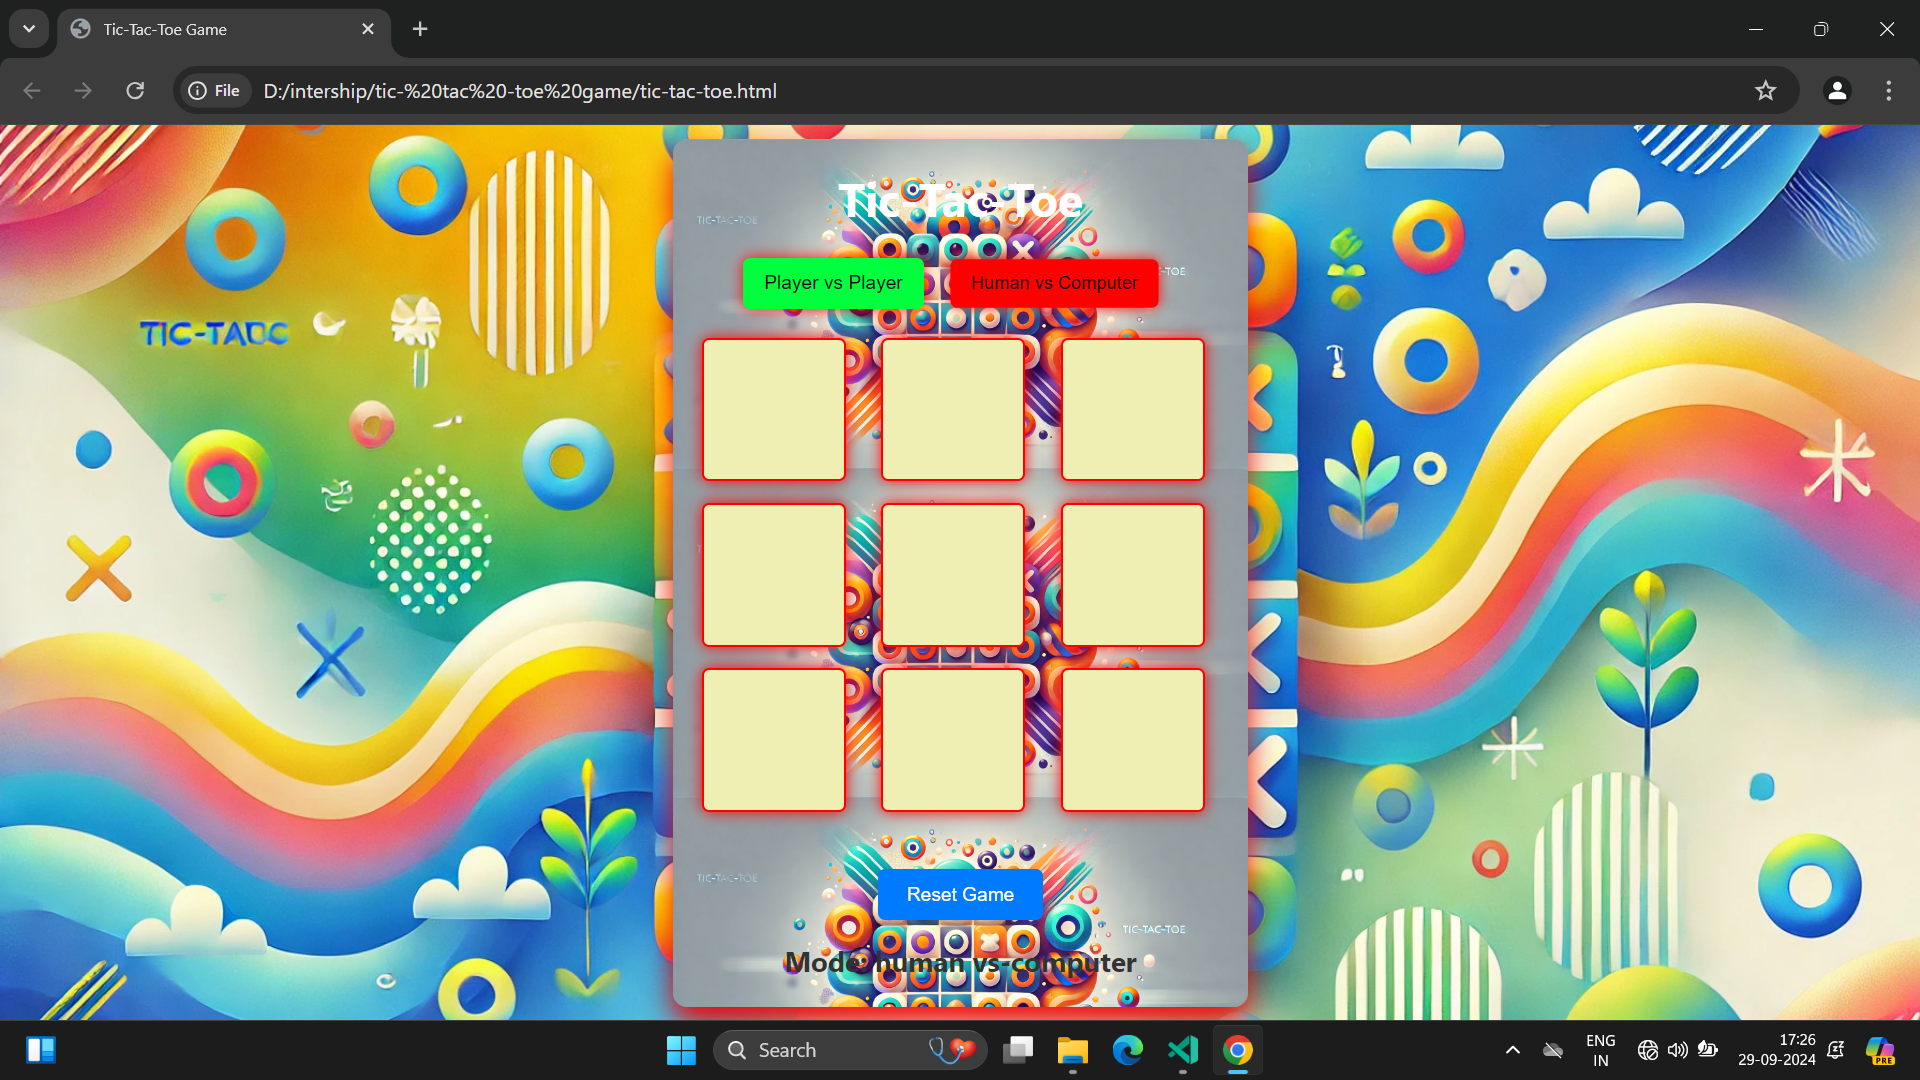 Tic-Tac-Toe Game
File
D:/intership/tic-%20tac%20-toe%20game/tic-tac-toe.html
Tic-Tac-Toe
TIC-TAC-TOE
-TOE
Player vs Player
Human vs Computer
TIC-TADC
TIC-TAC-TOE
Reset Game
TIC-TAC-TOE
Mode: human vs-computer
Search
ENG
IN
17:26
29-09-2024
PRE